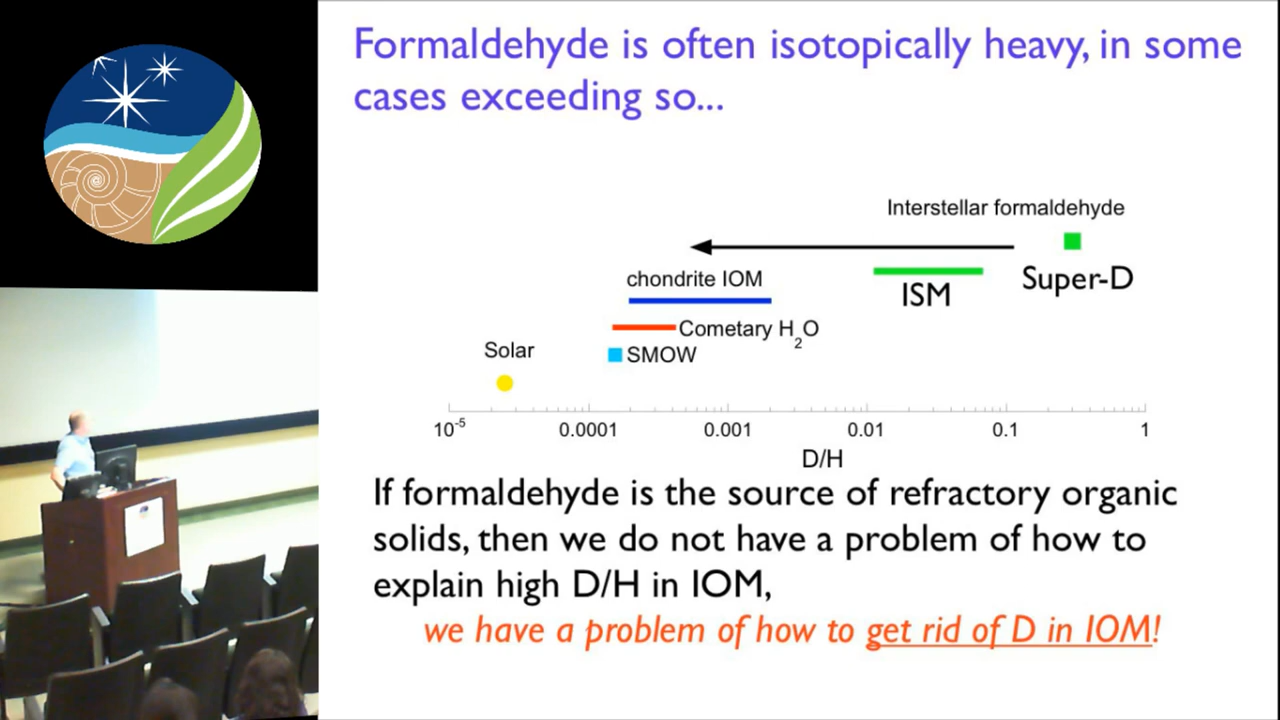 Formaldehyde is often isotopically heavy, in some
cases exceeding so...
Interstellar formaldehyde
Super-D
ISM
chondrite IOM
Cometary H2O
SMOW
Solar
10-5 0.0001 0.001 0.01 0.1 1
D/H
If formaldehyde is the source of refractory organic
solids, then we do not have a problem of how to
explain high D/H in IOM,
we have a problem of how to get rid of D in IOM!